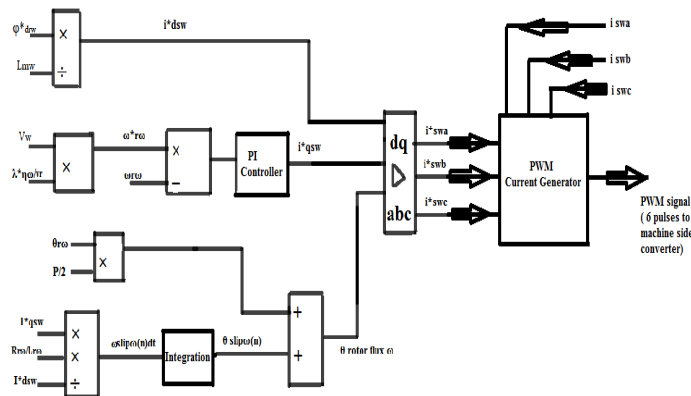 φ*drw
×
Lmw
÷
i*dsw
Vw
λ*ηω/vr
×
ω*rω
ωrω
×
−
PI
Controller
i*qsw
θrω
P/2
×
I*qsw
Rrω/Lrω
I*dsw
×
×
÷
ωslipω(n)dt
Integration
θ slipω(n)
+
+
θ rotor flux ω
dq
abc
i*swa
i*swb
i*swc
i swa
i swb
i swc
PWM
Current Generator
PWM signal
( 6 pulses to
machine side
converter)